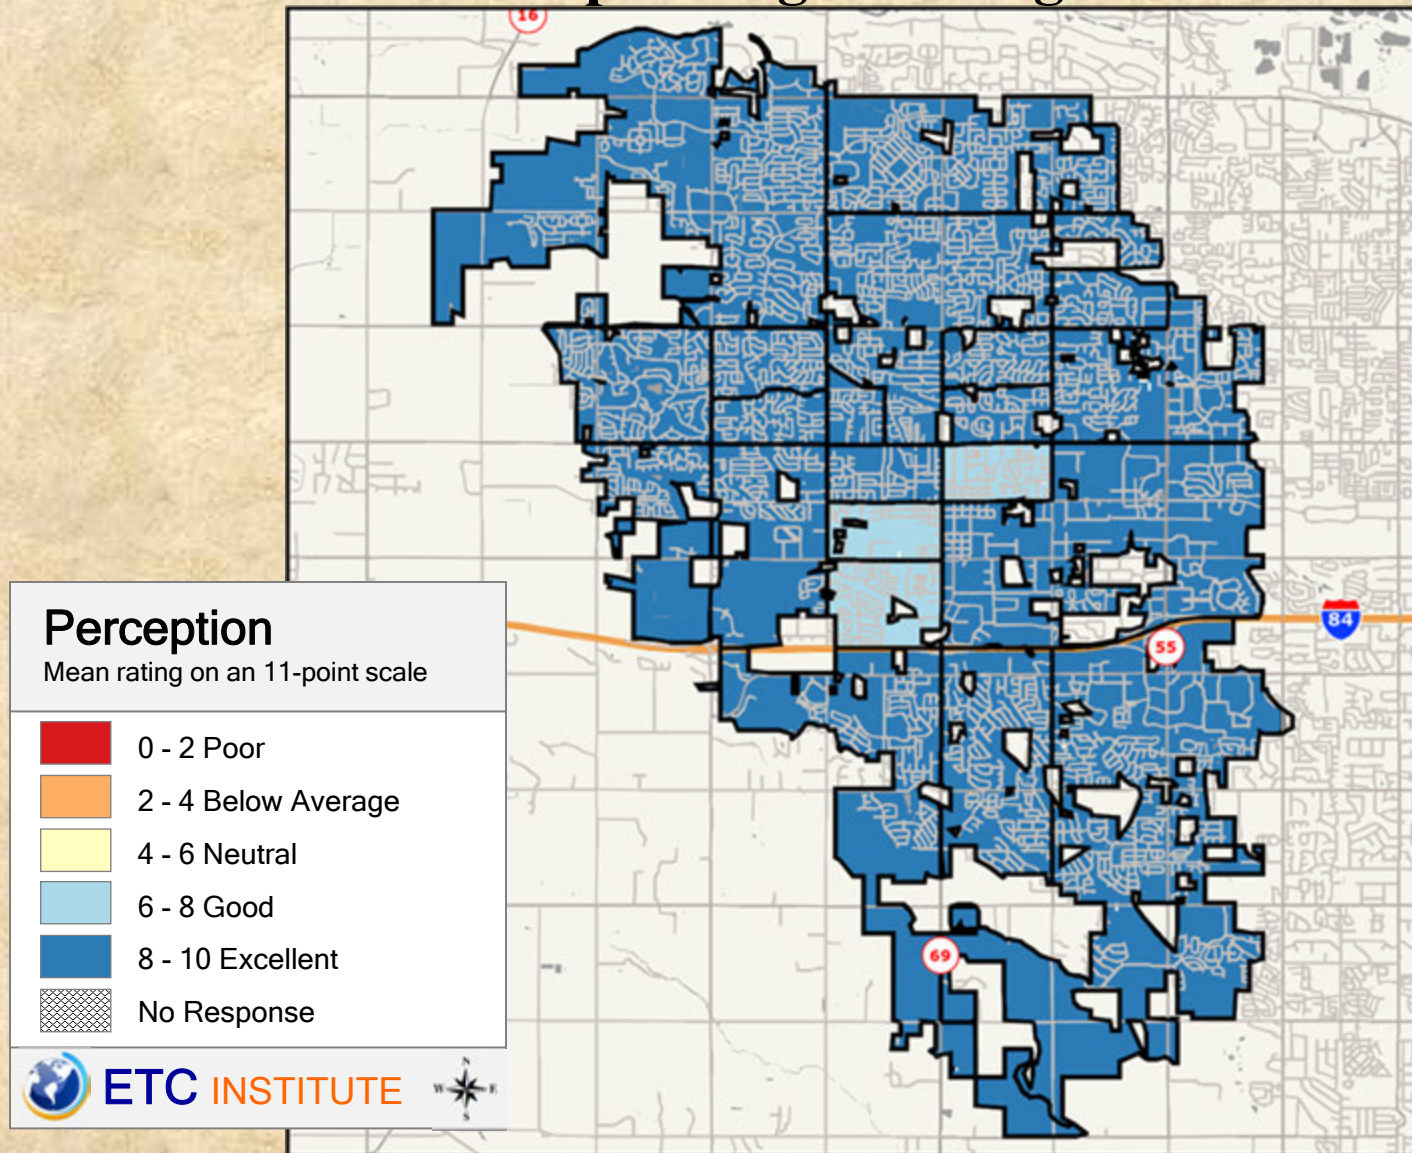 16
84
55
69
Perception
Mean rating on an 11-point scale
0 - 2 Poor
2 - 4 Below Average
4 - 6 Neutral
6 - 8 Good
8 - 10 Excellent
No Response
ETC INSTITUTE
N
W E
S